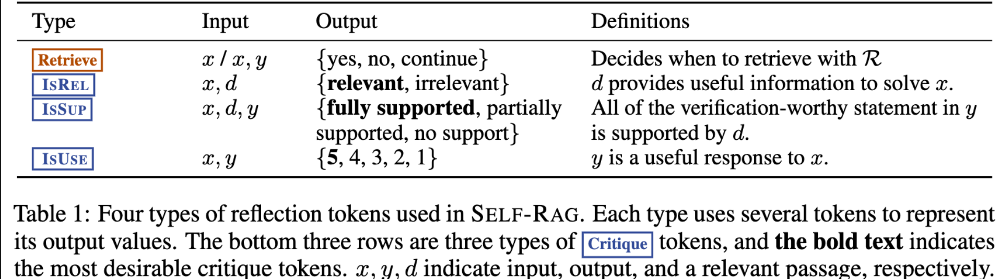 Type Input Output Definitions
Retrieve x / x, y {yes, no, continue} Decides when to retrieve with R
ISREL x, d {relevant, irrelevant} d provides useful information to solve x.
ISSUP x, d, y {fully supported, partially All of the verification-worthy statement in y
supported, no support} is supported by d.
ISUSE x, y {5, 4, 3, 2, 1} y is a useful response to x.
Table 1: Four types of reflection tokens used in SELF-RAG. Each type uses several tokens to represent
its output values. The bottom three rows are three types of Critique tokens, and the bold text indicates
the most desirable critique tokens. x, y, d indicate input, output, and a relevant passage, respectively.